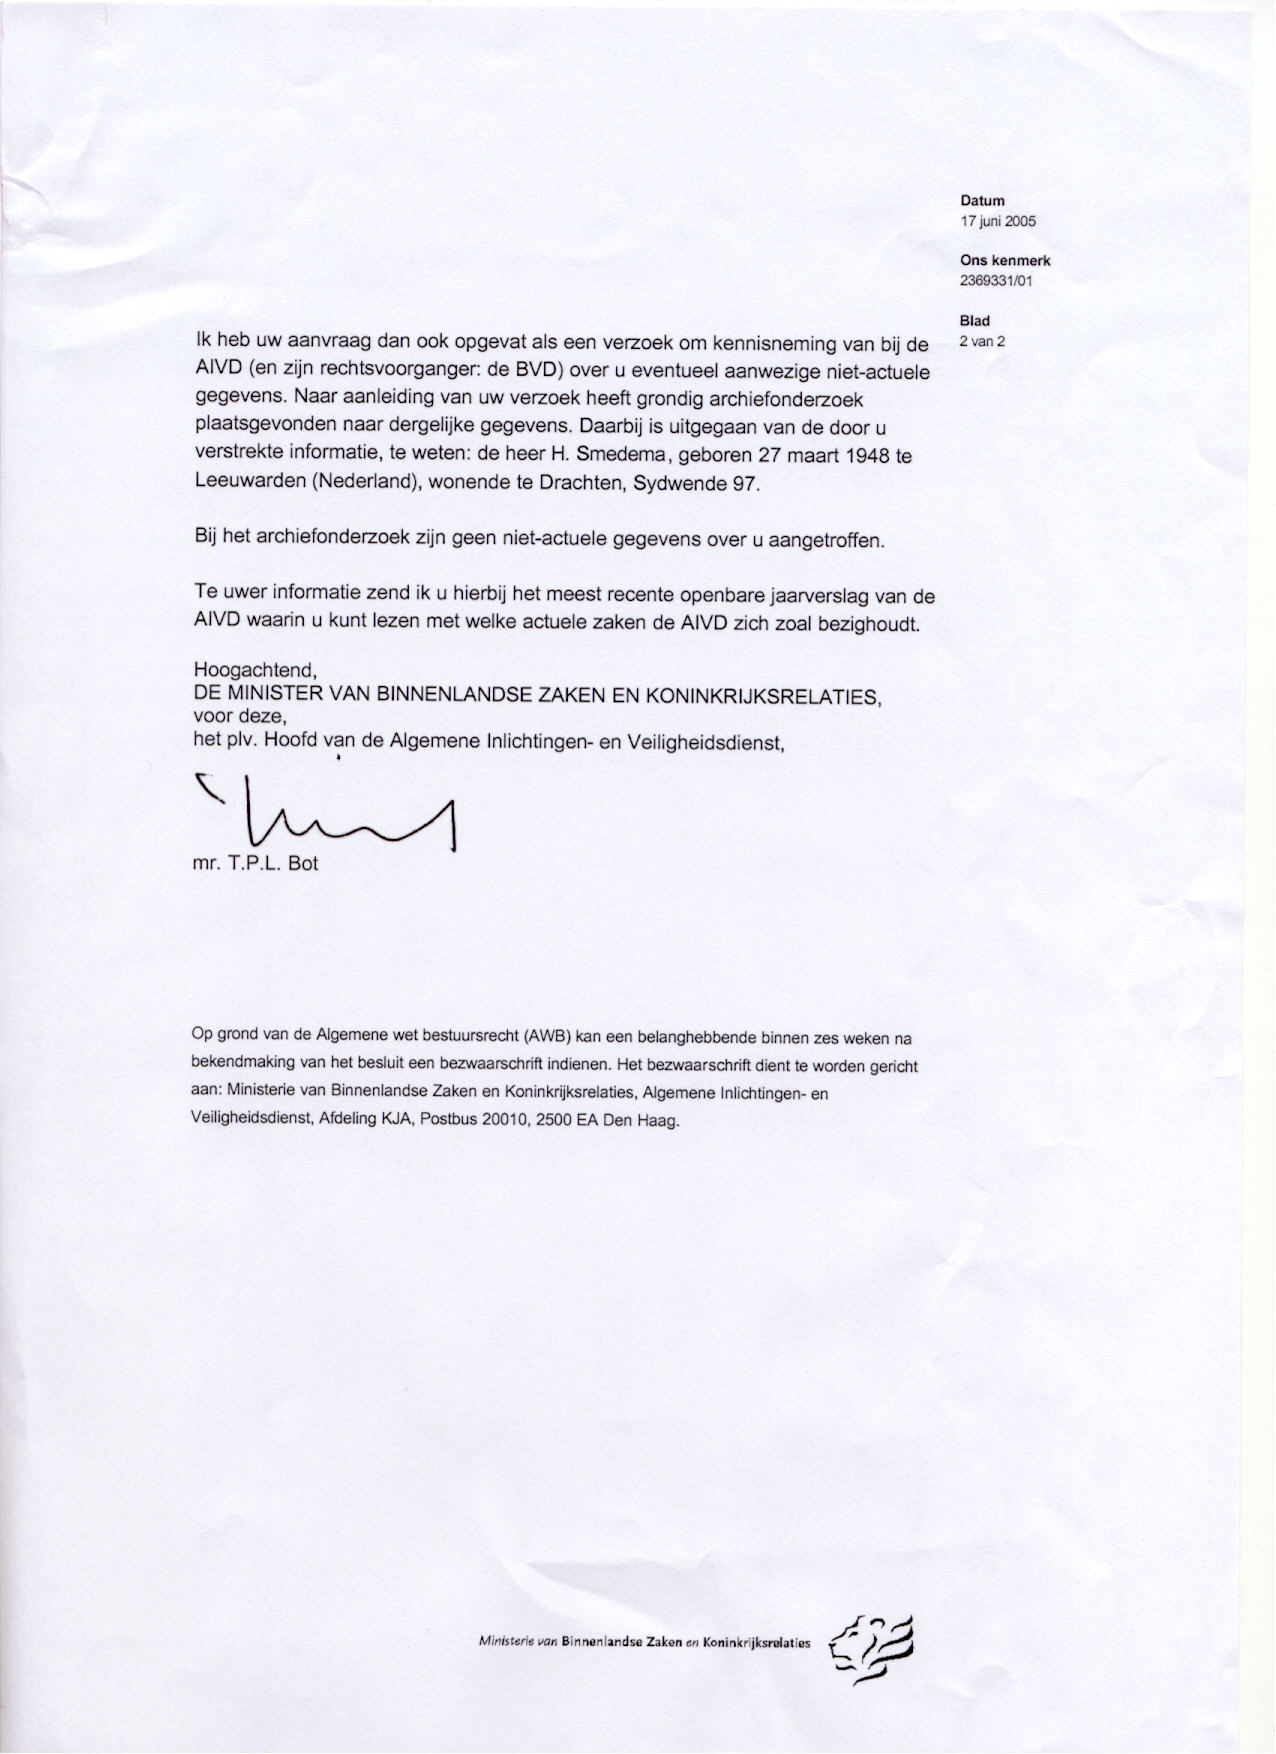 Datum
17 juni 2005
Ons kenmerk
2369331/01
Blad
2 van 2
Ik heb uw aanvraag dan ook opgevat als een verzoek om kennisneming van bij de
AIVD (en zijn rechtsvoorganger: de BVD) over u eventueel aanwezige niet-actuele
gegevens. Naar aanleiding van uw verzoek heeft grondig archiefonderzoek
plaatsgevonden naar dergelijke gegevens. Daarbij is uitgegaan van de door u
verstrekte informatie, te weten: de heer H. Smedema, geboren 27 maart 1948 te
Leeuwarden (Nederland), wonende te Drachten, Sydwende 97.
Bij het archiefonderzoek zijn geen niet-actuele gegevens over u aangetroffen.
Te uwer informatie zend ik u hierbij het meest recente openbare jaarverslag van de
AIVD waarin u kunt lezen met welke actuele zaken de AIVD zich zoal bezighoudt.
Hoogachtend,
DE MINISTER VAN BINNENLANDSE ZAKEN EN KONINKRIJKSRELATIES,
voor deze,
het plv. Hoofd van de Algemene Inlichtingen- en Veiligheidsdienst,
mr. T.P.L. Bot
Op grond van de Algemene wet bestuursrecht (AWB) kan een belanghebbende binnen zes weken na
bekendmaking van het besluit een bezwaarschrift indienen. Het bezwaarschrift dient te worden gericht
aan: Ministerie van Binnenlandse Zaken en Koninkrijksrelaties, Algemene Inlichtingen- en
Veiligheidsdienst, Afdeling KJA, Postbus 20010, 2500 EA Den Haag.
Ministerie van Binnenlandse Zaken en Koninkrijksrelaties